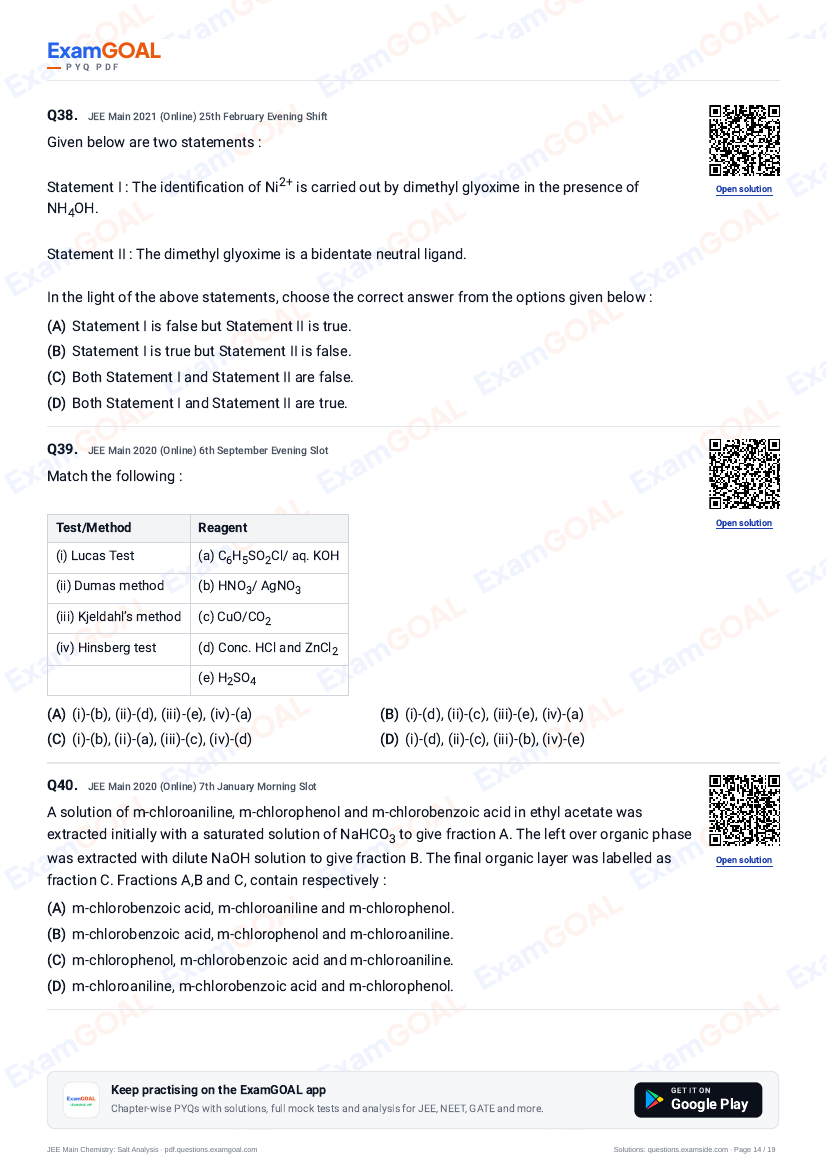 ExamGOAL
PYQ PDF
Q38. JEE Main 2021 (Online) 25th February Evening Shift
Given below are two statements :
Statement I : The identification of Ni2+ is carried out by dimethyl glyoxime in the presence of
NH4OH.
Open solution
Statement II : The dimethyl glyoxime is a bidentate neutral ligand.
In the light of the above statements, choose the correct answer from the options given below :
(A) Statement I is false but Statement II is true.
(B) Statement I is true but Statement II is false.
(C) Both Statement I and Statement II are false.
(D) Both Statement I and Statement II are true.
Q39. JEE Main 2020 (Online) 6th September Evening Slot
Match the following :
Open solution
Test/Method Reagent
(i) Lucas Test (a) C6H5SO2Cl/ aq. KOH
(ii) Dumas method (b) HNO3/ AgNO3
(iii) Kjeldahl's method (c) CuO/CO2
(iv) Hinsberg test (d) Conc. HCl and ZnCl2
(e) H2SO4
(A) (i)-(b), (ii)-(d), (iii)-(e), (iv)-(a) (B) (i)-(d), (ii)-(c), (iii)-(e), (iv)-(a)
(C) (i)-(b), (ii)-(a), (iii)-(c), (iv)-(d) (D) (i)-(d), (ii)-(c), (iii)-(b), (iv)-(e)
Q40. JEE Main 2020 (Online) 7th January Morning Slot
A solution of m-chloroaniline, m-chlorophenol and m-chlorobenzoic acid in ethyl acetate was
extracted initially with a saturated solution of NaHCO3 to give fraction A. The left over organic phase
was extracted with dilute NaOH solution to give fraction B. The final organic layer was labelled as
fraction C. Fractions A,B and C, contain respectively :
Open solution
(A) m-chlorobenzoic acid, m-chloroaniline and m-chlorophenol.
(B) m-chlorobenzoic acid, m-chlorophenol and m-chloroaniline.
(C) m-chlorophenol, m-chlorobenzoic acid and m-chloroaniline.
(D) m-chloroaniline, m-chlorobenzoic acid and m-chlorophenol.
ExamGOAL
Keep practising on the ExamGOAL app
Chapter-wise PYQs with solutions, full mock tests and analysis for JEE, NEET, GATE and more.
GET IT ON
Google Play
JEE Main Chemistry: Salt Analysis · pdf.questions.examgoal.com Solutions: questions.examside.com · Page 14 / 19